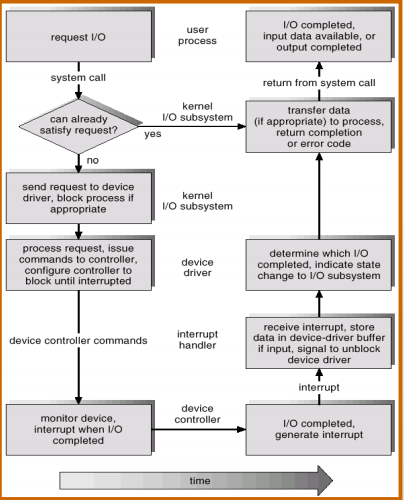 request I/O
user
process
I/O completed,
input data available, or
output completed
system call
return from system call
can already
satisfy request?
yes
kernel
I/O subsystem
transfer data
(if appropriate) to process,
return completion
or error code
no
send request to device
driver, block process if
appropriate
kernel
I/O subsystem
process request, issue
commands to controller,
configure controller to
block until interrupted
device
driver
determine which I/O
completed, indicate state
change to I/O subsystem
device controller commands
interrupt
handler
receive interrupt, store
data in device-driver buffer
if input, signal to unblock
device driver
interrupt
monitor device,
interrupt when I/O
completed
device
controller
I/O completed,
generate interrupt
time